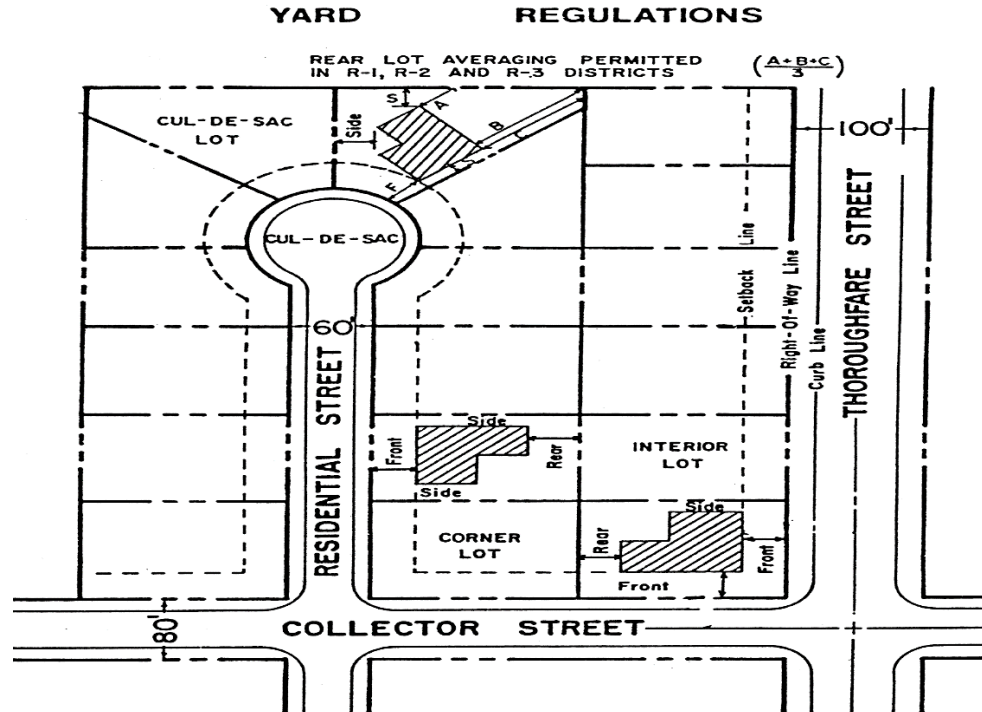 YARD REGULATIONS
REAR LOT AVERAGING PERMITTED
IN R-1, R-2 AND R-3 DISTRICTS
(A+B+C/3)
S
A
CUL-DE-SAC
LOT
Side
B
C
S
F
100'
CUL-DE-SAC
Setback Line
Right-Of-Way Line
Curb Line
THOROUGHFARE STREET
60'
RESIDENTIAL STREET
Side
Front
Rear
Side
INTERIOR
LOT
CORNER
LOT
Side
Rear
Front
Front
80'
COLLECTOR STREET